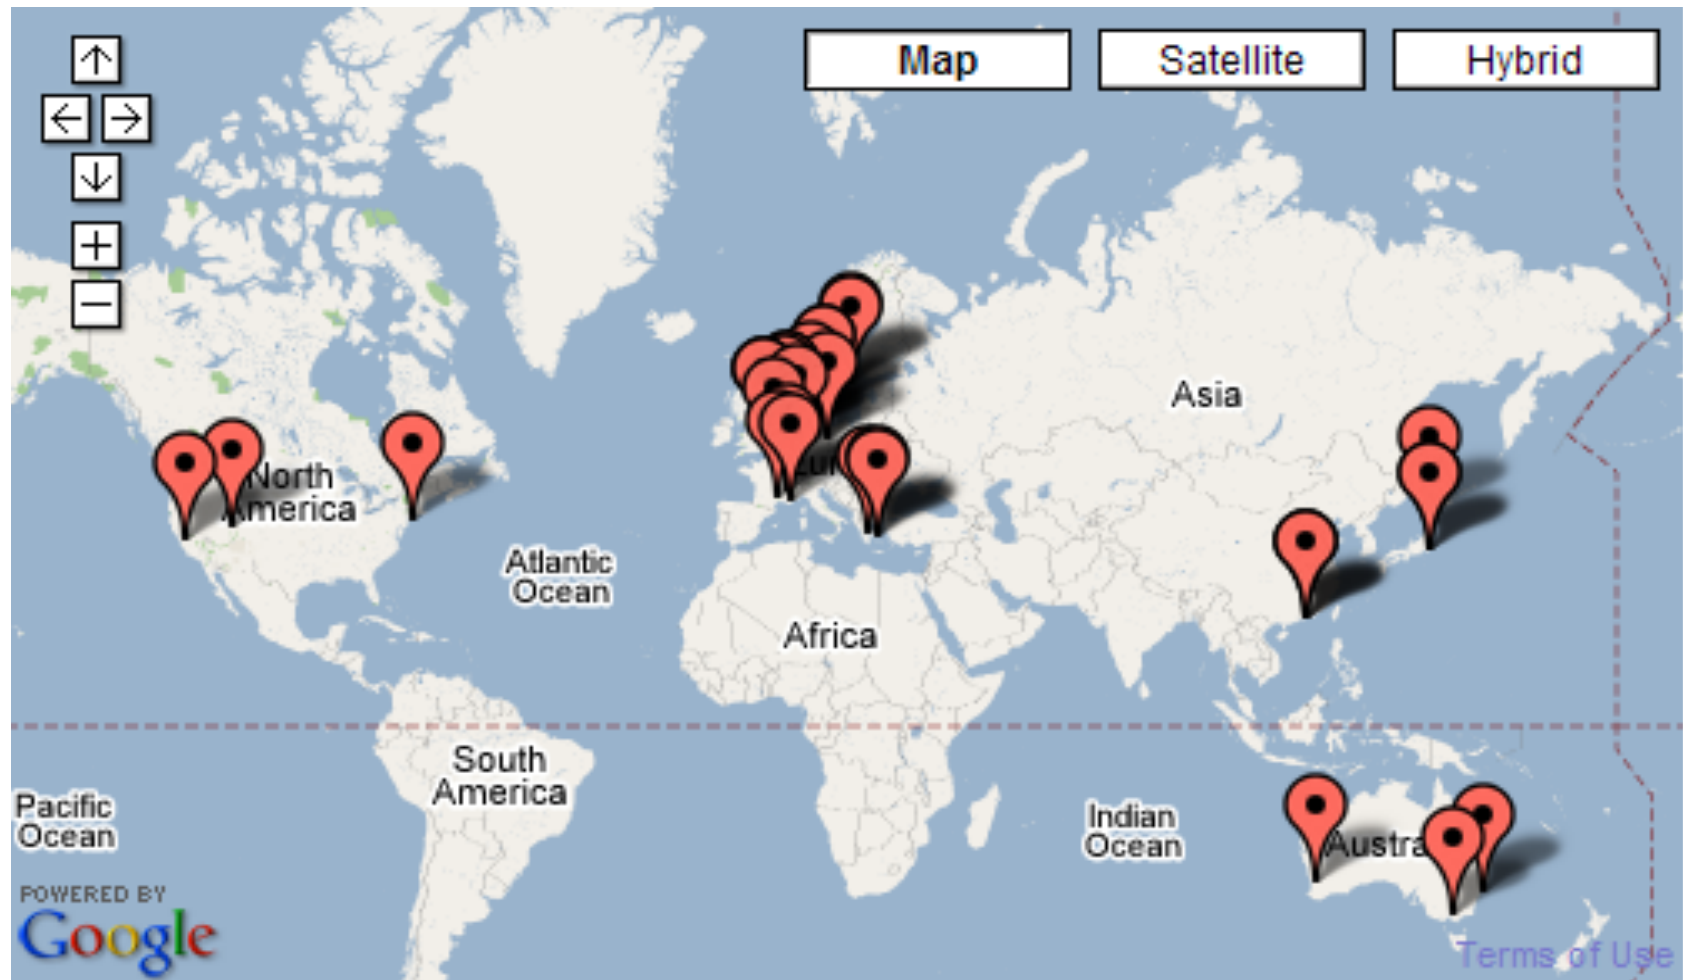 Map
Satellite
Hybrid
Asia
North
America
Atlantic
Ocean
Africa
South
America
Pacific
Ocean
Indian
Ocean
Austra
POWERED BY
Google
Terms of Use